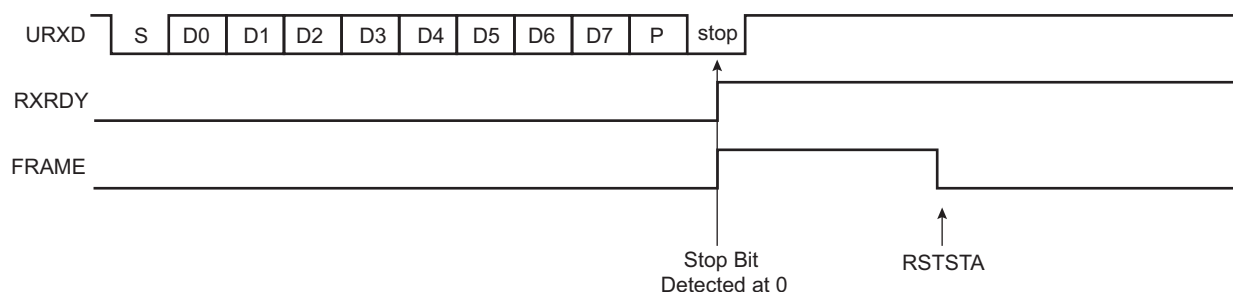 URXD S D0 D1 D2 D3 D4 D5 D6 D7 P stop
RXRDY
FRAME
Stop Bit
Detected at 0
RSTSTA